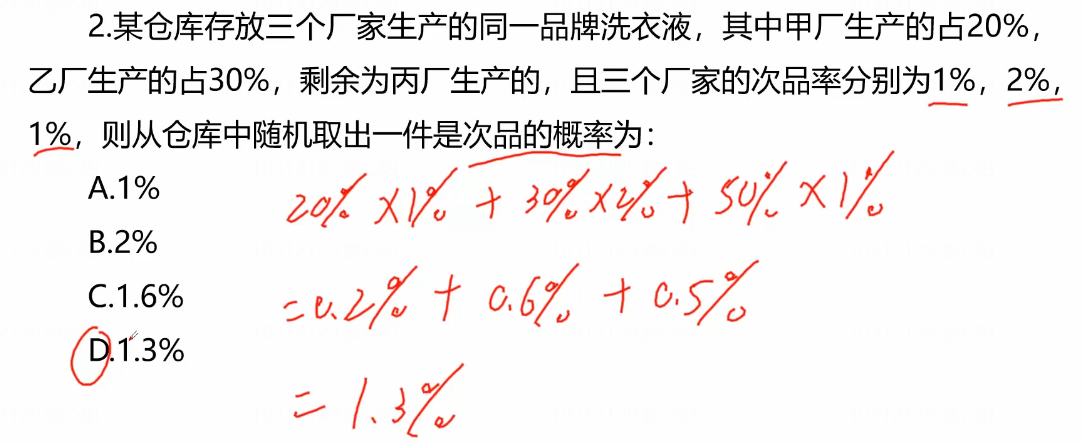 2.某仓库存放三个厂家生产的同一品牌洗衣液，其中甲厂生产的占20%，
乙厂生产的占30%，剩余为丙厂生产的，且三个厂家的次品率分别为1%，2%，
1%，则从仓库中随机取出一件是次品的概率为：
A.1%
20%×1%+30%×2%+50%×1%
B.2%
C.1.6%
=0.2%+0.6%+0.5%
D.1.3%
=1.3%